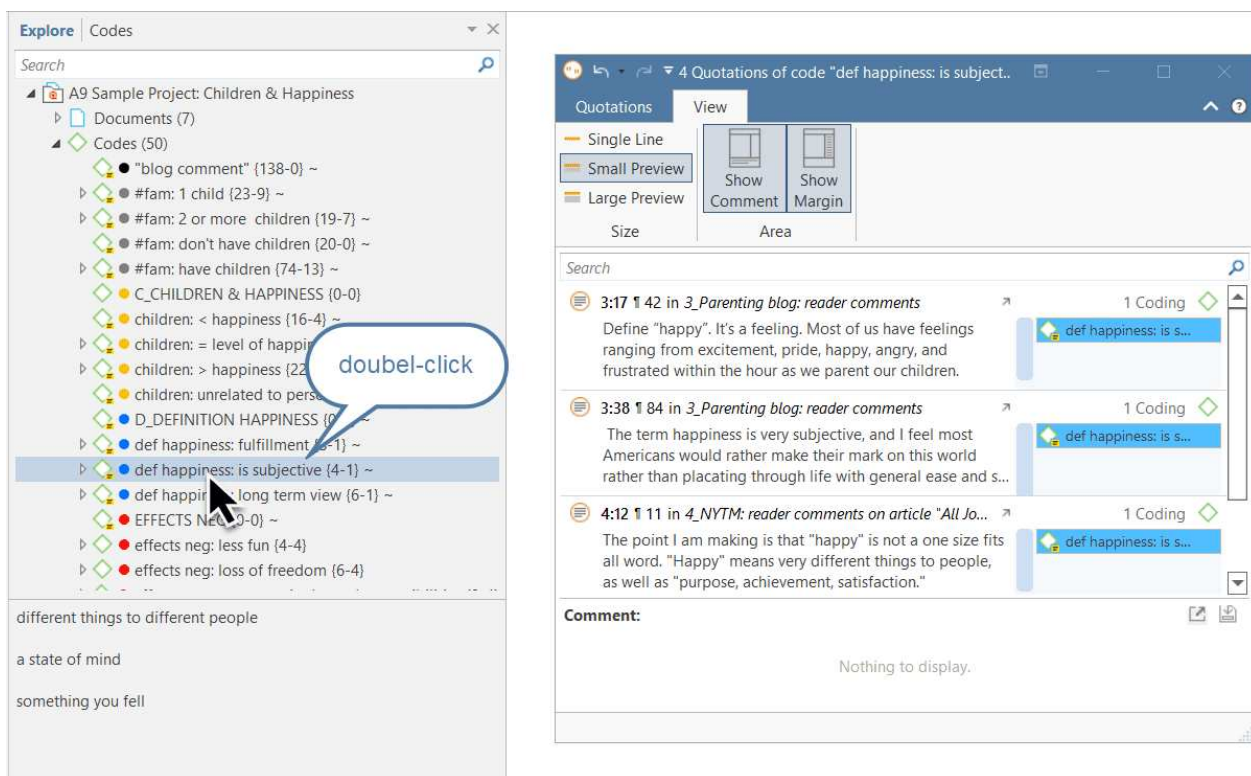 Explore Codes
Search
A9 Sample Project: Children & Happiness
Documents (7)
Codes (50)
"blog comment" {138-0} ~
#fam: 1 child {23-9} ~
#fam: 2 or more children {19-7} ~
#fam: don't have children {20-0} ~
#fam: have children {74-13} ~
C_CHILDREN & HAPPINESS {0-0}
children: < happiness {16-4} ~
children: = level of happin
children: > happiness {22
children: unrelated to perso
D_DEFINITION HAPPINESS {0 ~
def happiness: fulfillment -1} ~
def happiness: is subjective {4-1} ~
def happin long term view {6-1} ~
EFFECTS NE 0-0} ~
effects neg: less fun {4-4}
effects neg: loss of freedom {6-4}
doubel-click
different things to different people
a state of mind
something you fell
4 Quotations of code "def happiness: is subject..
Quotations View
Single Line
Small Preview
Large Preview
Size
Show Comment
Show Margin
Area
Search
3:17 ¶ 42 in 3_Parenting blog: reader comments
1 Coding
Define "happy". It's a feeling. Most of us have feelings
ranging from excitement, pride, happy, angry, and
frustrated within the hour as we parent our children.
def happiness: is s...
3:38 ¶ 84 in 3_Parenting blog: reader comments
1 Coding
The term happiness is very subjective, and I feel most
Americans would rather make their mark on this world
rather than placating through life with general ease and s...
def happiness: is s...
4:12 ¶ 11 in 4_NYTM: reader comments on article "All Jo...
1 Coding
The point I am making is that "happy" is not a one size fits
all word. "Happy" means very different things to people,
as well as "purpose, achievement, satisfaction."
def happiness: is s...
Comment:
Nothing to display.